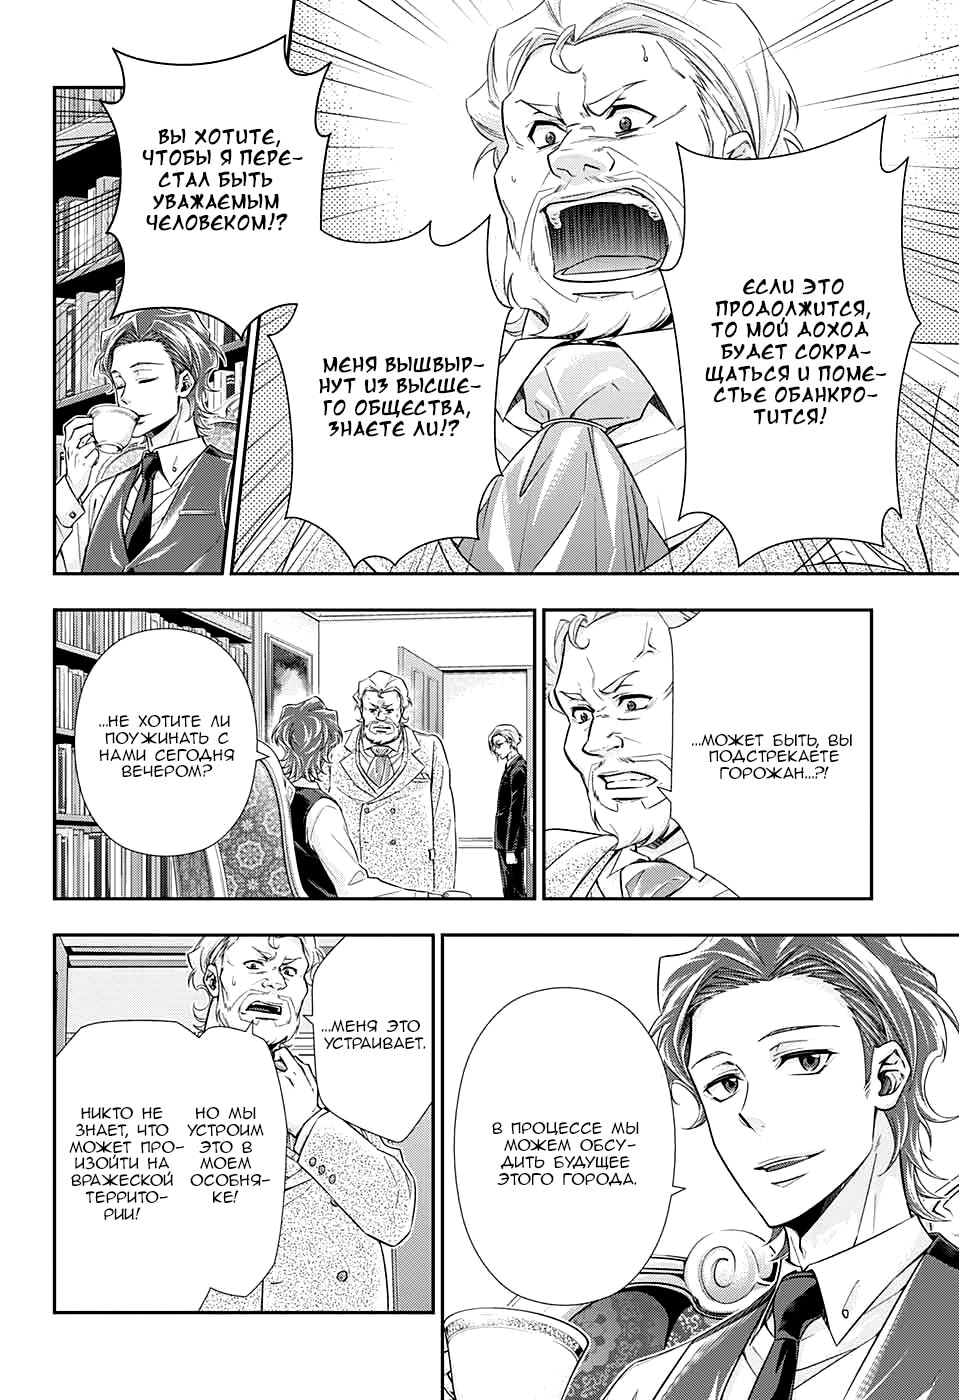 ЕСЛИ ЭТО
ПРОДОЛЖИТСЯ,
ТО МОЙ ДОХОД
БУДЕТ СОКРА-
ЩАТЬСЯ И ПОМЕ-
СТЬЕ ОБАНКРО-
ТИТСЯ!
МЕНЯ ВЫШВЫР-
НУТ ИЗ ВЫСШЕ-
ГО ОБЩЕСТВА,
ЗНАЕТЕ ЛИ!?
ВЫ ХОТИТЕ,
ЧТОБЫ Я ПЕРЕ-
СТАЛ БЫТЬ
УВАЖАЕМЫМ
ЧЕЛОВЕКОМ!?
...МОЖЕТ БЫТЬ, ВЫ
ПОДСТРЕКАЕТЕ
ГОРОЖАН...?!
...НЕ ХОТИТЕ ЛИ
ПОУЖИНАТЬ С
НАМИ СЕГОДНЯ
ВЕЧЕРОМ?
В ПРОЦЕССЕ МЫ
МОЖЕМ ОБСУ-
ДИТЬ БУДУЩЕЕ
ЭТОГО ГОРОДА.
...МЕНЯ ЭТО
УСТРАИВАЕТ.
НО МЫ
УСТРОИМ
ЭТО В
МОЕМ
ОСОБНЯ-
КЕ!
НИКТО НЕ
ЗНАЕТ, ЧТО
МОЖЕТ ПРО-
ИЗОЙТИ НА
ВРАЖЕСКОЙ
ТЕРРИТО-
РИИ!